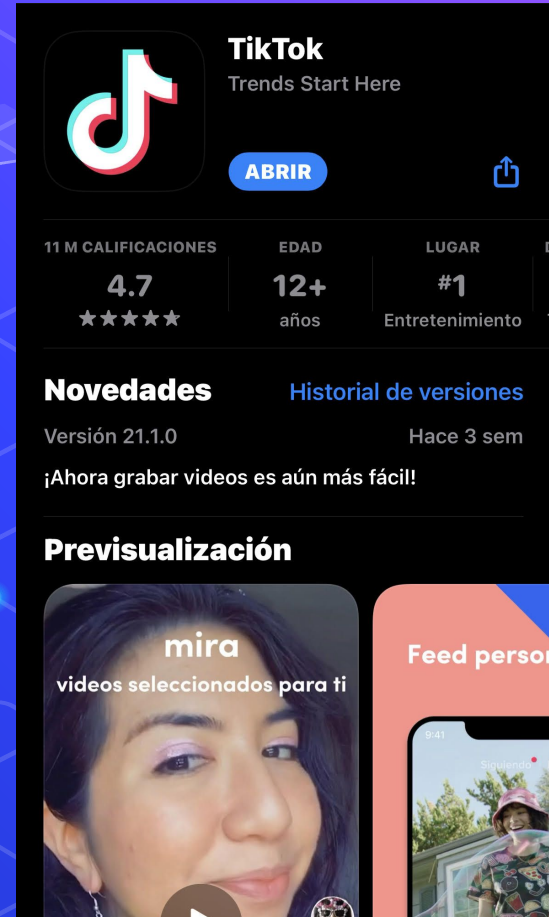 TikTok
Trends Start Here
ABRIR
11 M CALIFICACIONES
4.7
EDAD
12+
años
LUGAR
#1
Entretenimiento
Novedades
Historial de versiones
Versión 21.1.0
Hace 3 sem
¡Ahora grabar videos es aún más fácil!
Previsualización
mira
videos seleccionados para ti
Feed person
9:41
Siguiendo